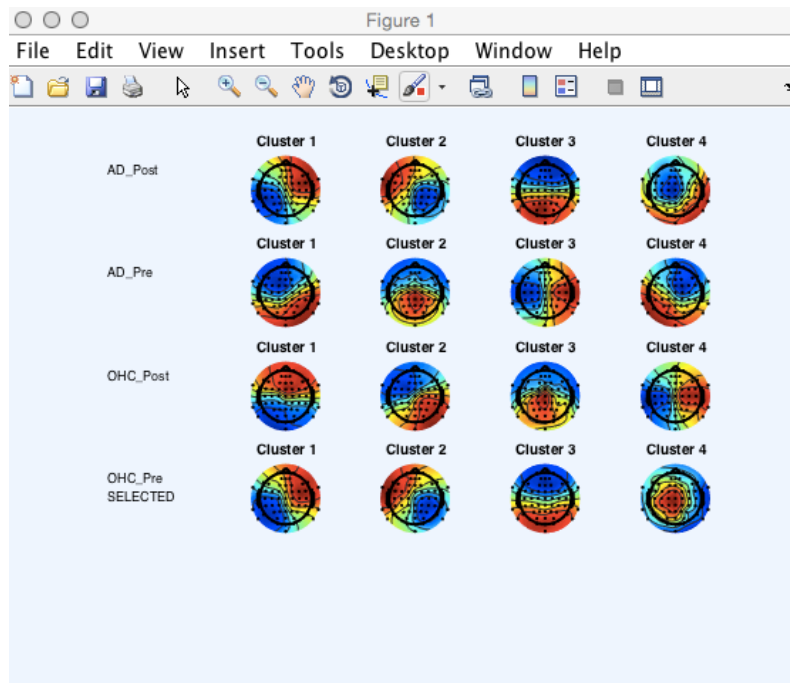 Figure 1
File Edit View Insert Tools Desktop Window Help
Cluster 1 Cluster 2 Cluster 3 Cluster 4
AD_Post
Cluster 1 Cluster 2 Cluster 3 Cluster 4
AD_Pre
Cluster 1 Cluster 2 Cluster 3 Cluster 4
OHC_Post
Cluster 1 Cluster 2 Cluster 3 Cluster 4
OHC_Pre
SELECTED